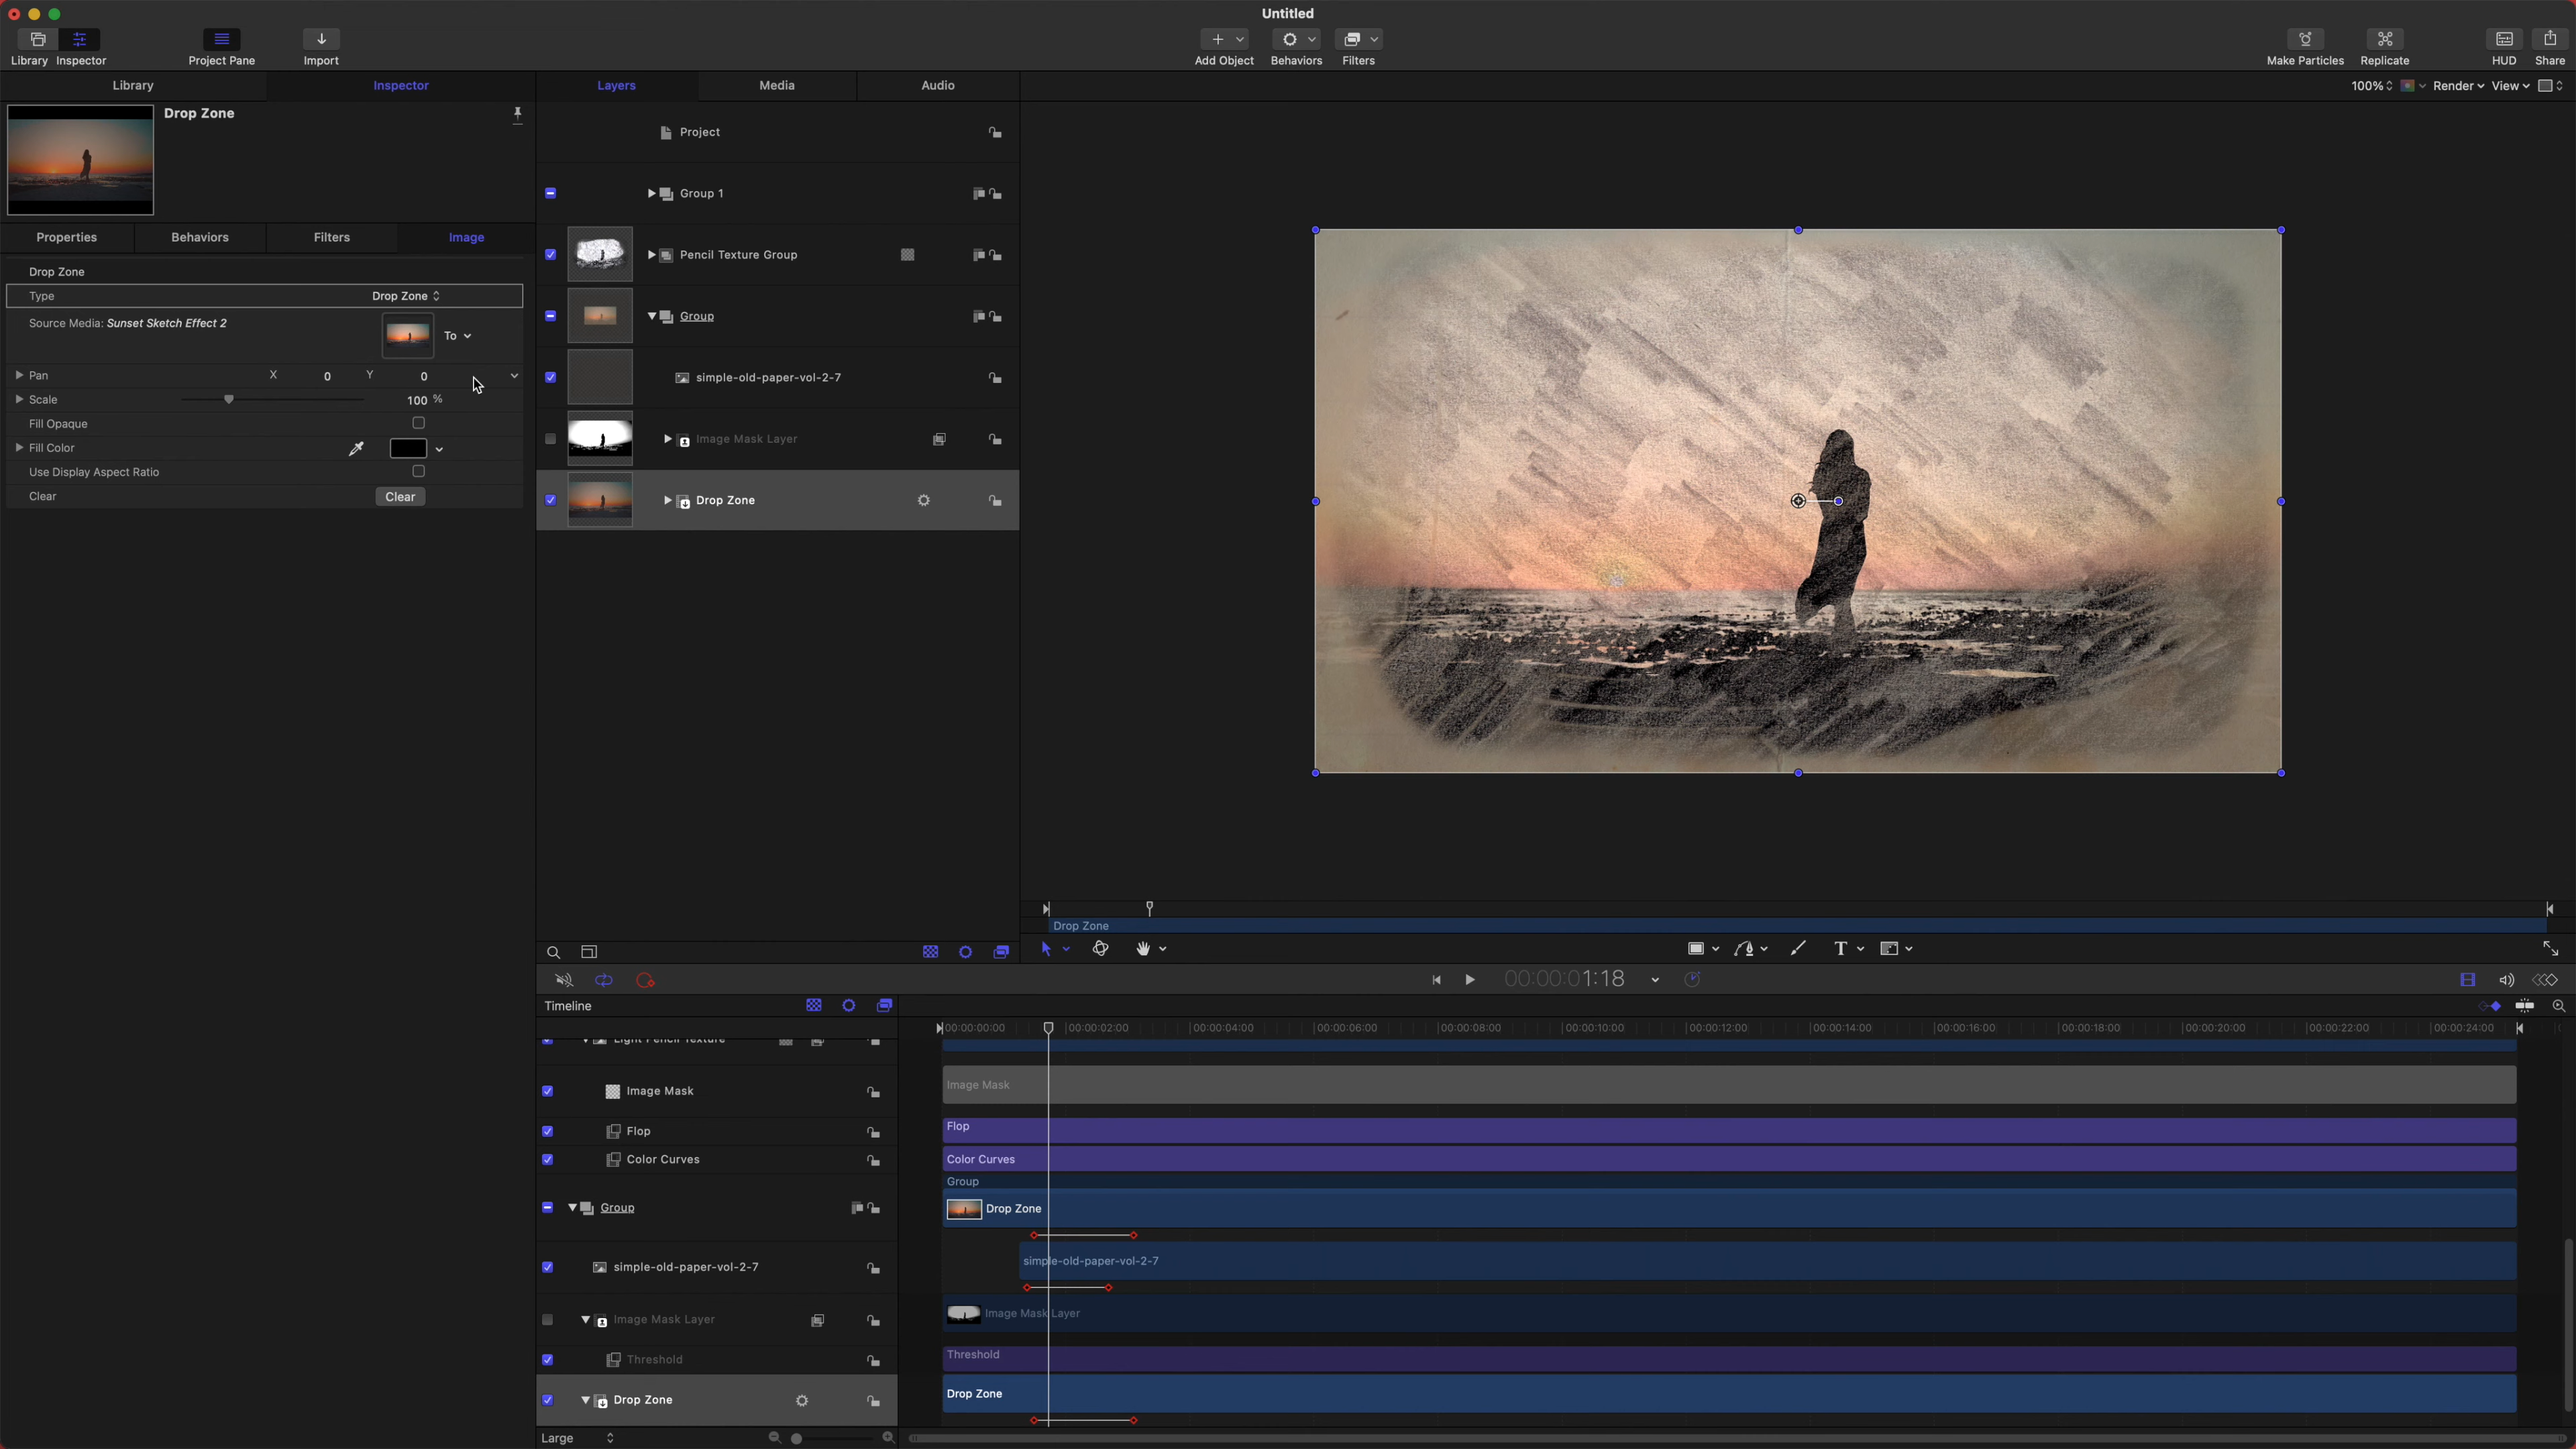 Untitled
Library Inspector Project Pane Import Add Object Behaviors Filters Make Particles Replicate HUD Share
Library Inspector Layers Media Audio 100% Render View
Drop Zone
Project
Group 1
Properties Behaviors Filters Image
Pencil Texture Group
Drop Zone
Type Drop Zone
Group
Source Media: Sunset Sketch Effect 2 To
Pan X 0 Y 0
simple-old-paper-vol-2-7
Scale 100 %
Fill Opaque
Image Mask Layer
Fill Color
Use Display Aspect Ratio
Clear Clear
Drop Zone
Drop Zone
T
00:00:01:18
Timeline
00:00:00:00 00:00:02:00 00:00:04:00 00:00:06:00 00:00:08:00 00:00:10:00 00:00:12:00 00:00:14:00 00:00:16:00 00:00:18:00 00:00:20:00 00:00:22:00 00:00:24:00
Light Pencil Texture
Image Mask Image Mask
Flop Flop
Color Curves Color Curves
Group
Group Drop Zone
simple-old-paper-vol-2-7 simple-old-paper-vol-2-7
Image Mask Layer Image Mask Layer
Threshold Threshold
Drop Zone Drop Zone
Large